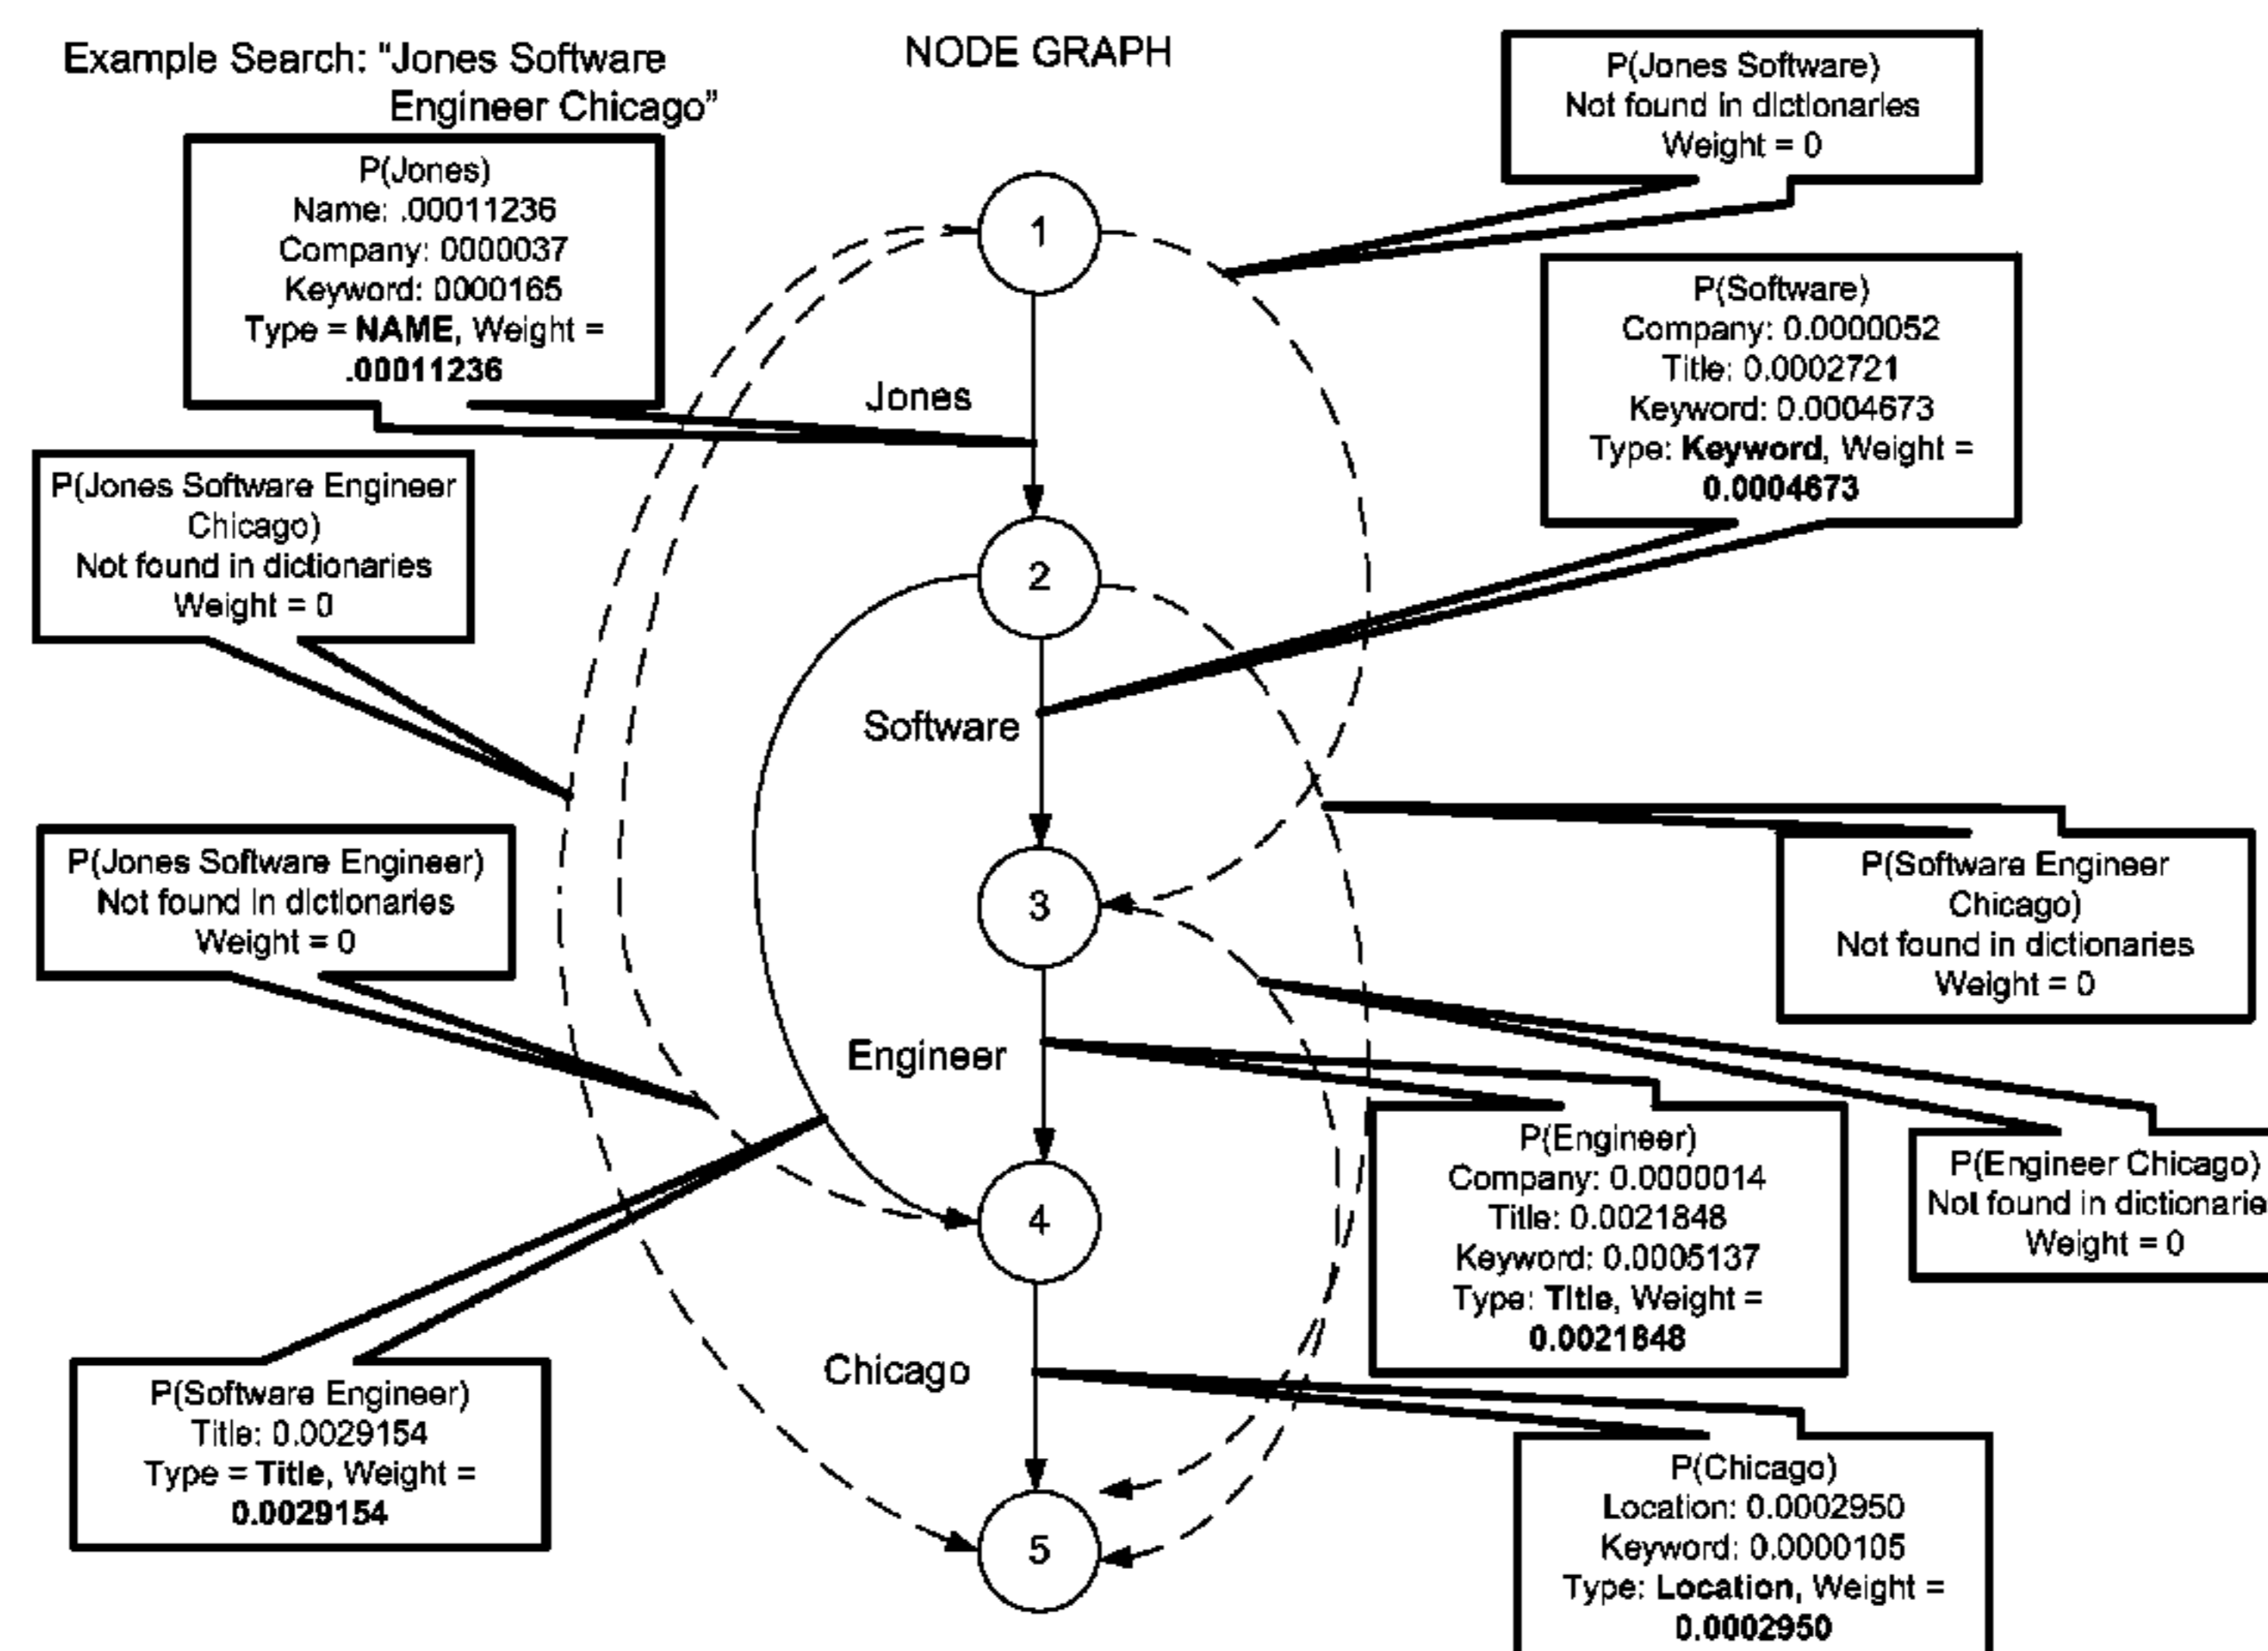 Example Search: "Jones Software
Engineer Chicago"
NODE GRAPH
P(Jones Software)
Not found in dictionaries
Weight = 0
P(Jones)
Name: .00011236
Company: 0000037
Keyword: 0000165
Type = NAME, Weight =
.00011236
1
P(Software)
Company: 0.0000052
Title: 0.0002721
Keyword: 0.0004673
Type: Keyword, Weight =
0.0004673
Jones
P(Jones Software Engineer
Chicago)
Not found in dictionaries
Weight = 0
2
Software
P(Jones Software Engineer)
Not found in dictionaries
Weight = 0
3
P(Software Engineer
Chicago)
Not found in dictionaries
Weight = 0
Engineer
P(Engineer)
Company: 0.0000014
Title: 0.0021848
Keyword: 0.0005137
Type: Title, Weight =
0.0021848
P(Engineer Chicago)
Not found in dictionarie
Weight = 0
4
Chicago
P(Software Engineer)
Title: 0.0029154
Type = Title, Weight =
0.0029154
P(Chicago)
Location: 0.0002950
Keyword: 0.0000105
Type: Location, Weight =
0.0002950
5